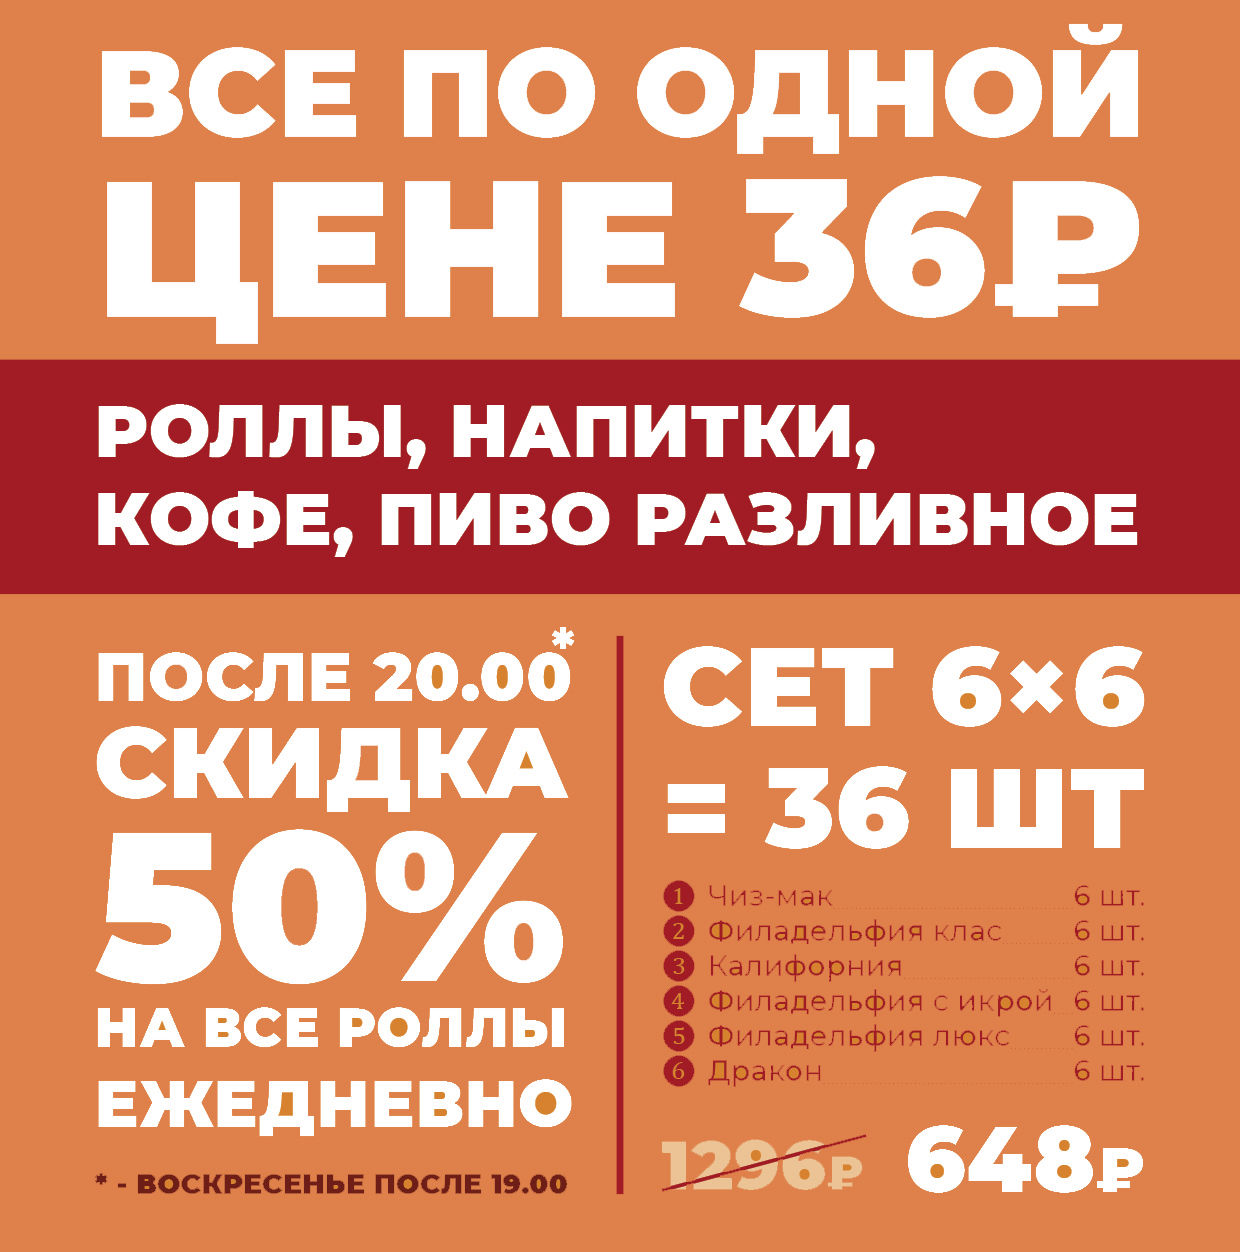 ВСЕ ПО ОДНОЙ
ЦЕНЕ 36₽
РОЛЛЫ, НАПИТКИ,
КОФЕ, ПИВО РАЗЛИВНОЕ
ПОСЛЕ 20.00*
СКИДКА
50%
НА ВСЕ РОЛЛЫ
ЕЖЕДНЕВНО
* - ВОСКРЕСЕНЬЕ ПОСЛЕ 19.00
СЕТ 6×6
= 36 ШТ
1 Чиз-мак 6 шт.
2 Филадельфия клас 6 шт.
3 Калифорния 6 шт.
4 Филадельфия с икрой 6 шт.
5 Филадельфия люкс 6 шт.
6 Дракон 6 шт.
1296₽ 648₽